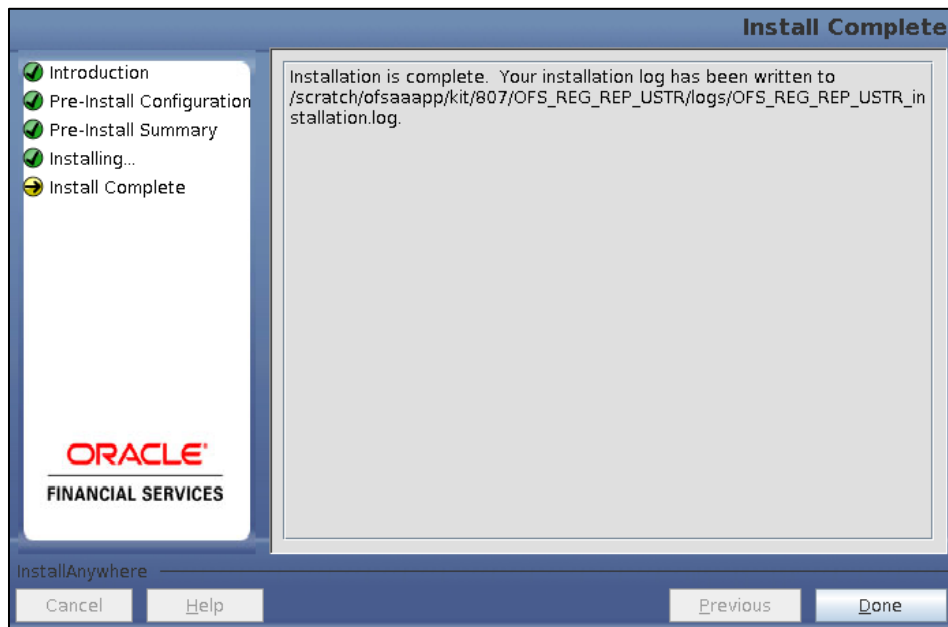 Install Complete
Introduction
Pre-Install Configuration
Pre-Install Summary
Installing...
Install Complete
Installation is complete. Your installation log has been written to
/scratch/ofsaaapp/kit/807/OFS_REG_REP_USTR/logs/OFS_REG_REP_USTR_in
stallation.log.
ORACLE
FINANCIAL SERVICES
InstallAnywhere
Cancel
Help
Previous
Done